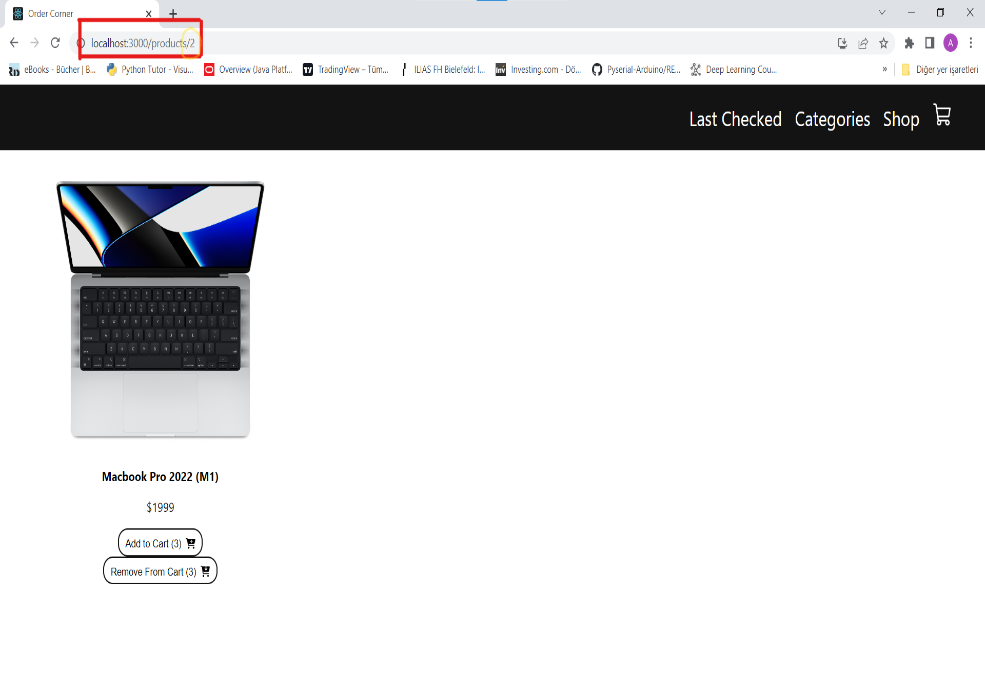 Order Corner
localhost:3000/products/2
A
eBooks - Bücher | B...
Python Tutor - Visu...
Overview (Java Platf...
TradingView – Tüm...
ILIAS FH Bielefeld: I...
inv Investing.com - Dö...
Pyserial-Arduino/RE...
Deep Learning Cou...
»
Diğer yer işaretleri
Last Checked
Categories
Shop
Macbook Pro 2022 (M1)
$1999
Add to Cart (3)
Remove From Cart (3)